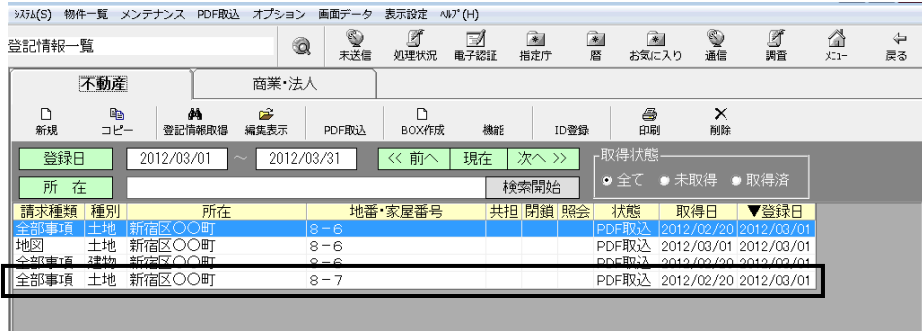 ｼｽﾃﾑ(S) 物件一覧 メンテナンス PDF取込 オプション 画面データ 表示設定 ﾍﾙﾌﾟ(H)
登記情報一覧 未送信 処理状況 電子認証 指定庁 暦 お気に入り 通信 調査 ﾒﾆｭｰ 戻る
不動産 商業・法人
新規 コピー 登記情報取得 編集表示 PDF取込 BOX作成 機能 ID登録 印刷 削除
登録日 2012/03/01 ～ 2012/03/31 << 前へ 現在 次へ >> 取得状態
所 在 検索開始 全て 未取得 取得済
請求種類 種別 所在 地番・家屋番号 共担 閉鎖 照会 状態 取得日 ▼登録日
全部事項 土地 新宿区〇〇町 8－6 PDF取込 2012/02/20 2012/03/01
地図 土地 新宿区〇〇町 8－6 PDF取込 2012/03/01 2012/03/01
全部事項 建物 新宿区〇〇町 8－6 PDF取込 2012/02/20 2012/03/01
全部事項 土地 新宿区〇〇町 8－7 PDF取込 2012/02/20 2012/03/01